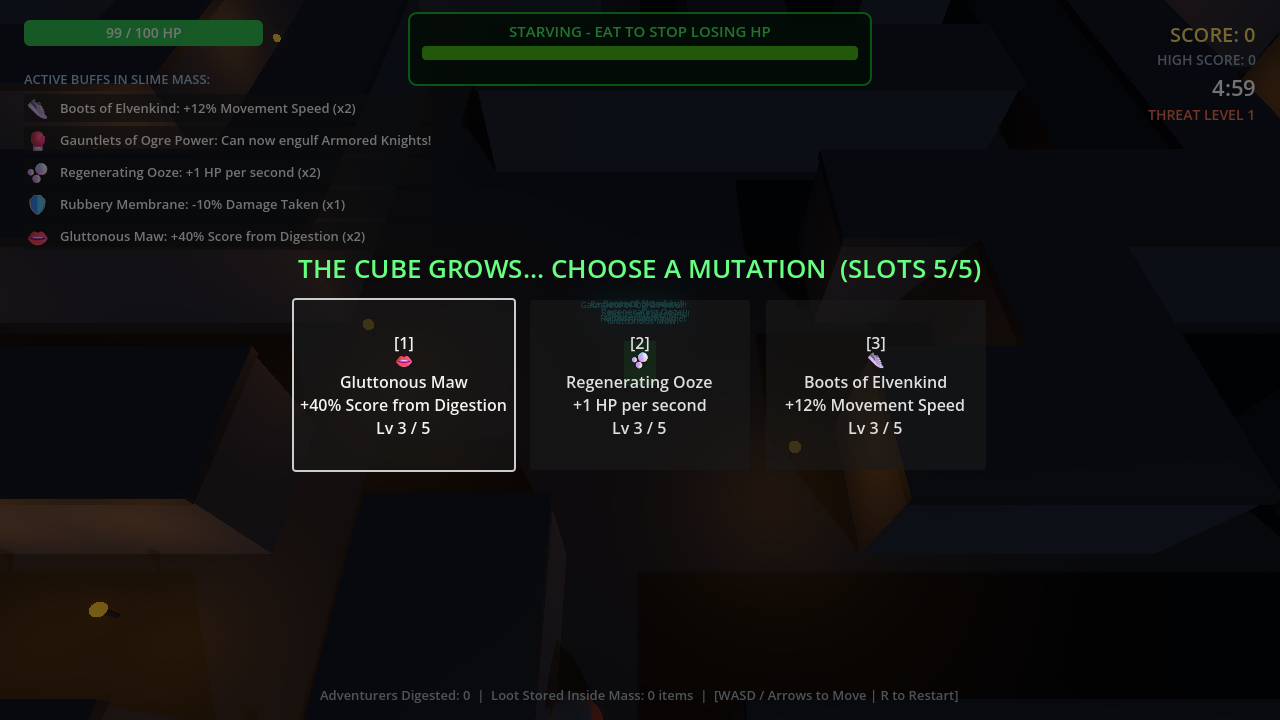 99 / 100 HP
STARVING - EAT TO STOP LOSING HP
SCORE: 0
HIGH SCORE: 0
4:59
THREAT LEVEL 1
ACTIVE BUFFS IN SLIME MASS:
Boots of Elvenkind: +12% Movement Speed (x2)
Gauntlets of Ogre Power: Can now engulf Armored Knights!
Regenerating Ooze: +1 HP per second (x2)
Rubbery Membrane: -10% Damage Taken (x1)
Gluttonous Maw: +40% Score from Digestion (x2)
THE CUBE GROWS... CHOOSE A MUTATION (SLOTS 5/5)
[1]
Gluttonous Maw
+40% Score from Digestion
Lv 3 / 5
[2]
Regenerating Ooze
+1 HP per second
Lv 3 / 5
[3]
Boots of Elvenkind
+12% Movement Speed
Lv 3 / 5
Adventurers Digested: 0 | Loot Stored Inside Mass: 0 items | [WASD / Arrows to Move | R to Restart]